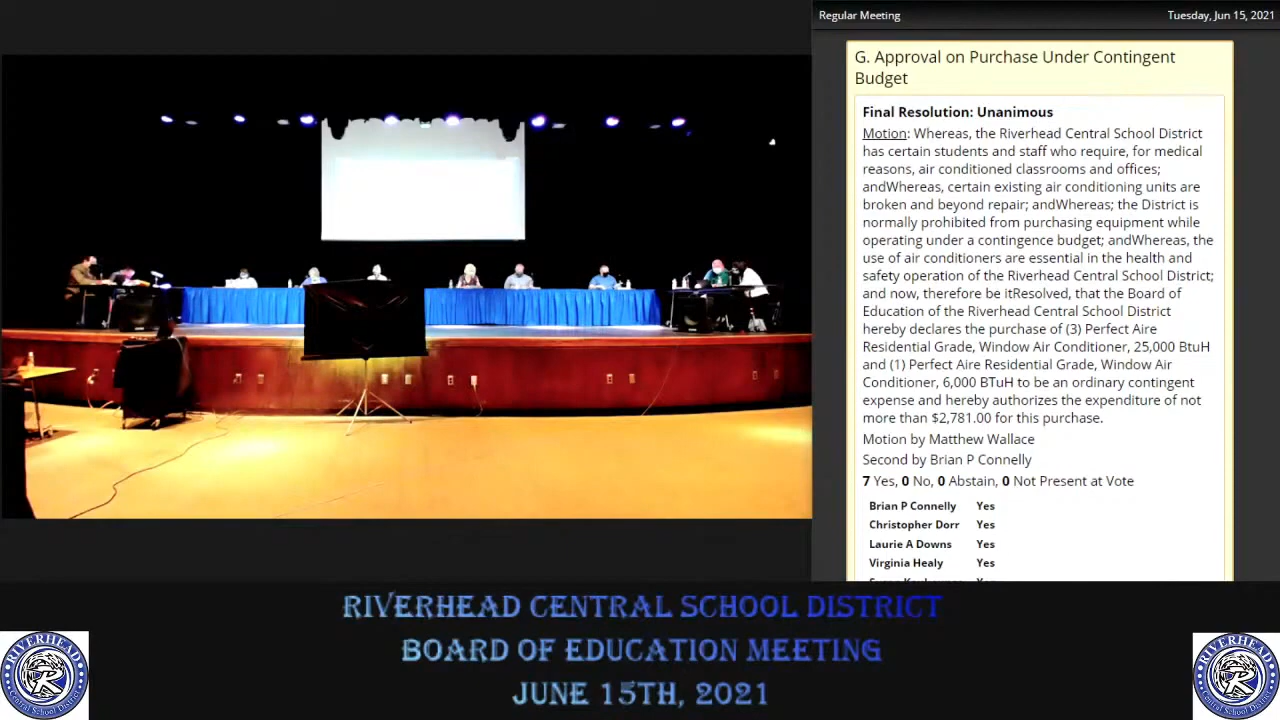 Regular Meeting
Tuesday, Jun 15, 2021
G. Approval on Purchase Under Contingent
Budget
Final Resolution: Unanimous
Motion: Whereas, the Riverhead Central School District
has certain students and staff who require, for medical
reasons, air conditioned classrooms and offices;
andWhereas, certain existing air conditioning units are
broken and beyond repair; andWhereas; the District is
normally prohibited from purchasing equipment while
operating under a contingence budget; andWhereas, the
use of air conditioners are essential in the health and
safety operation of the Riverhead Central School District;
and now, therefore be itResolved, that the Board of
Education of the Riverhead Central School District
hereby declares the purchase of (3) Perfect Aire
Residential Grade, Window Air Conditioner, 25,000 BtuH
and (1) Perfect Aire Residential Grade, Window Air
Conditioner, 6,000 BTuH to be an ordinary contingent
expense and hereby authorizes the expenditure of not
more than $2,781.00 for this purchase.
Motion by Matthew Wallace
Second by Brian P Connelly
7 Yes, 0 No, 0 Abstain, 0 Not Present at Vote
Brian P Connelly Yes
Christopher Dorr Yes
Laurie A Downs Yes
Virginia Healy Yes
RIVERHEAD CENTRAL SCHOOL DISTRICT
BOARD OF EDUCATION MEETING
JUNE 15TH, 2021
RIVERHEAD
R
Central School District
RIVERHEAD
R
Central School District